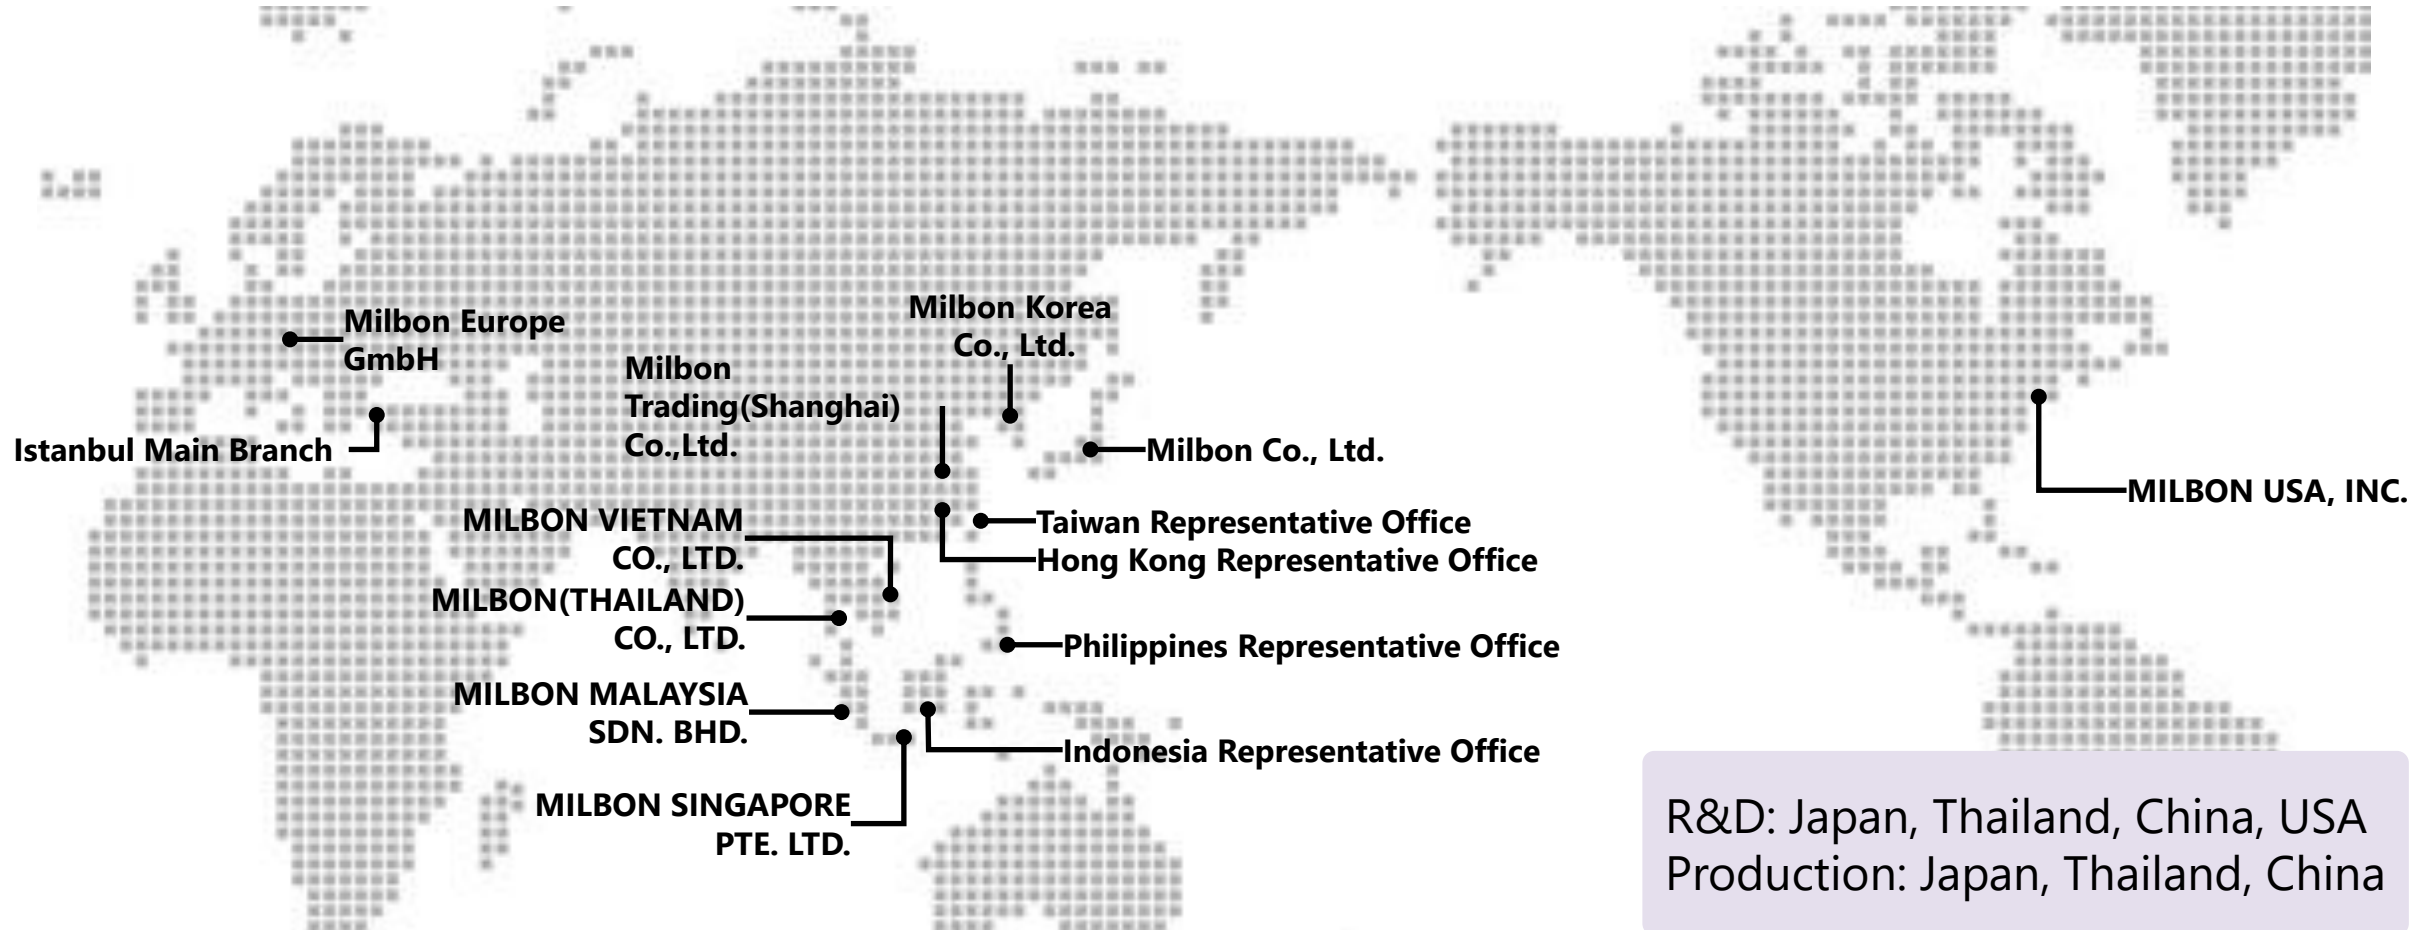 Milbon Europe
GmbH
Istanbul Main Branch
Milbon
Trading(Shanghai)
Co.,Ltd.
Milbon Korea
Co., Ltd.
Milbon Co., Ltd.
MILBON USA, INC.
MILBON VIETNAM
CO., LTD.
Taiwan Representative Office
Hong Kong Representative Office
MILBON(THAILAND)
CO., LTD.
Philippines Representative Office
MILBON MALAYSIA
SDN. BHD.
Indonesia Representative Office
MILBON SINGAPORE
PTE. LTD.
R&D: Japan, Thailand, China, USA
Production: Japan, Thailand, China